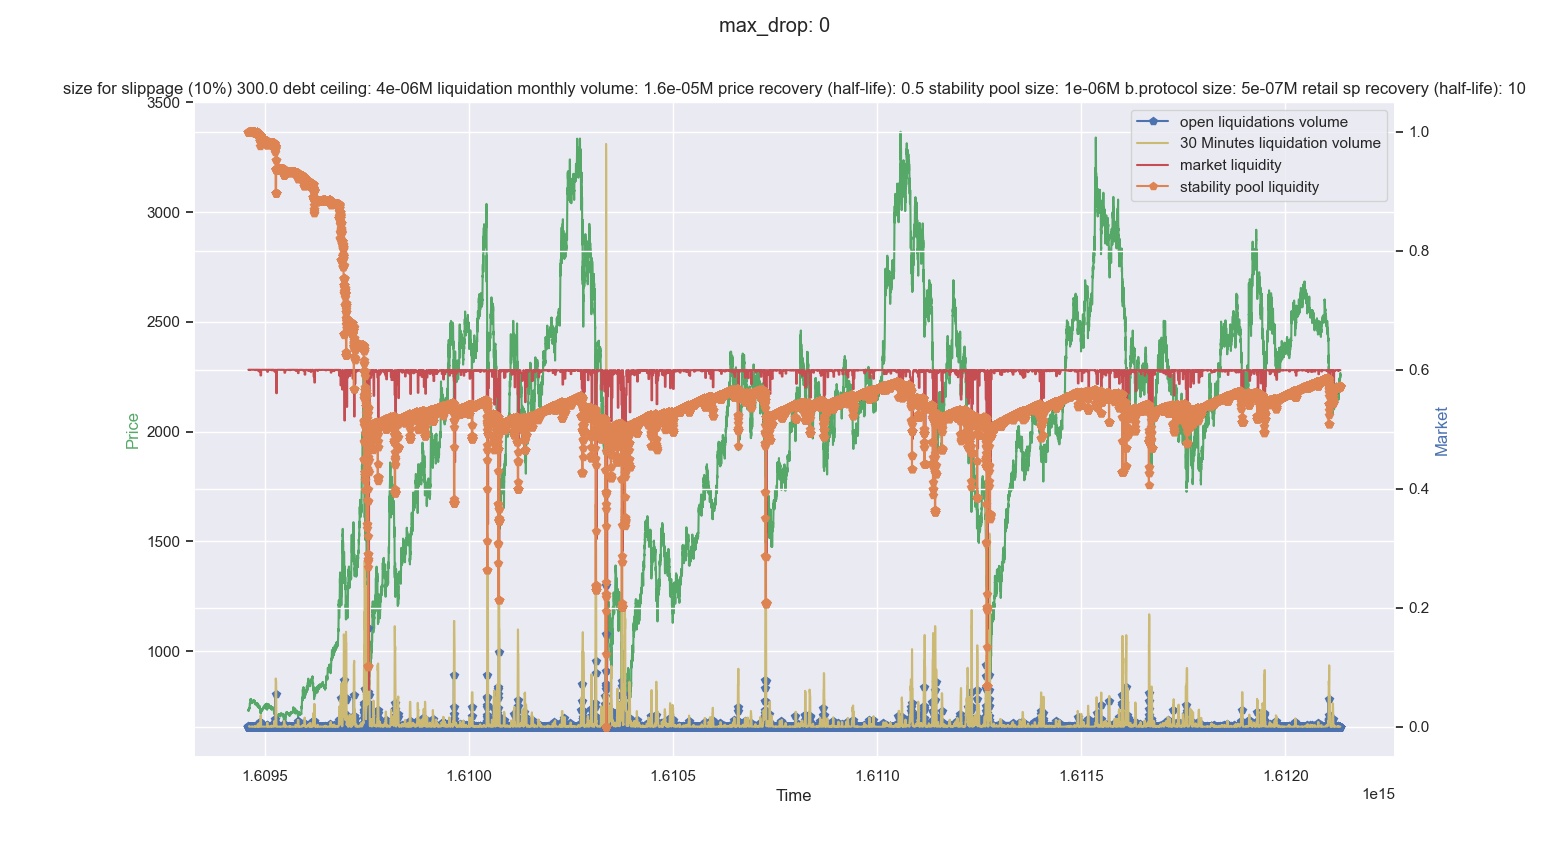 max_drop: 0
size for slippage (10%) 300.0 debt ceiling: 4e-06M liquidation monthly volume: 1.6e-05M price recovery (half-life): 0.5 stability pool size: 1e-06M b.protocol size: 5e-07M retail sp recovery (half-life): 10
open liquidations volume
30 Minutes liquidation volume
market liquidity
stability pool liquidity
3500
3000
2500
2000
1500
1000
Price
1.0
0.8
0.6
0.4
0.2
0.0
Market
1.6095 1.6100 1.6105 1.6110 1.6115 1.6120
Time
1e15